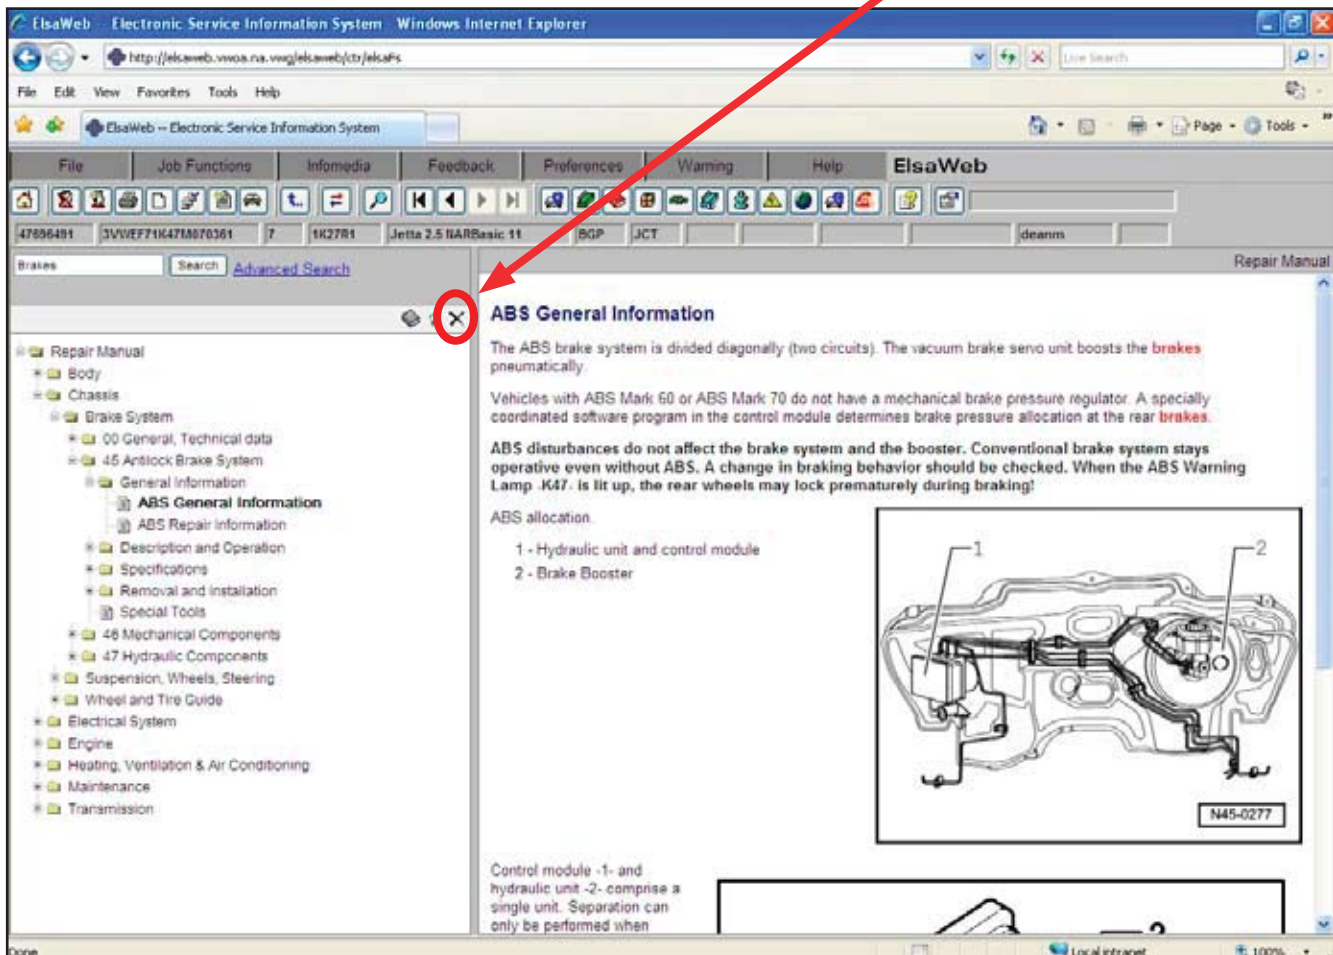 ElsaWeb Electronic Service Information System Windows Internet Explorer
http://elsaweb.vwoa.na.vwg/elsaweb/ctr/elsaFs
Live Search
File Edit View Favorites Tools Help
ElsaWeb -- Electronic Service Information System
Page Tools
File Job Functions Infomedia Feedback Preferences Warning Help ElsaWeb
47696491 3VWEF71K47M070361 7 1K27R1 Jetta 2.5 NARBasic 11 BGP JCT deanm
Brakes Search Advanced Search
Repair Manual
Repair Manual
Body
Chassis
Brake System
00 General, Technical data
45 Antilock Brake System
General Information
ABS General Information
ABS Repair Information
Description and Operation
Specifications
Removal and Installation
Special Tools
46 Mechanical Components
47 Hydraulic Components
Suspension, Wheels, Steering
Wheel and Tire Guide
Electrical System
Engine
Heating, Ventilation & Air Conditioning
Maintenance
Transmission
ABS General Information
The ABS brake system is divided diagonally (two circuits). The vacuum brake servo unit boosts the brakes
pneumatically.
Vehicles with ABS Mark 60 or ABS Mark 70 do not have a mechanical brake pressure regulator. A specially
coordinated software program in the control module determines brake pressure allocation at the rear brakes.
ABS disturbances do not affect the brake system and the booster. Conventional brake system stays
operative even without ABS. A change in braking behavior should be checked. When the ABS Warning
Lamp -K47- is lit up, the rear wheels may lock prematurely during braking!
ABS allocation.
1 - Hydraulic unit and control module
2 - Brake Booster
1
2
N45-0277
Control module -1- and
hydraulic unit -2- comprise a
single unit. Separation can
only be performed when
2
Done
Local intranet
100%